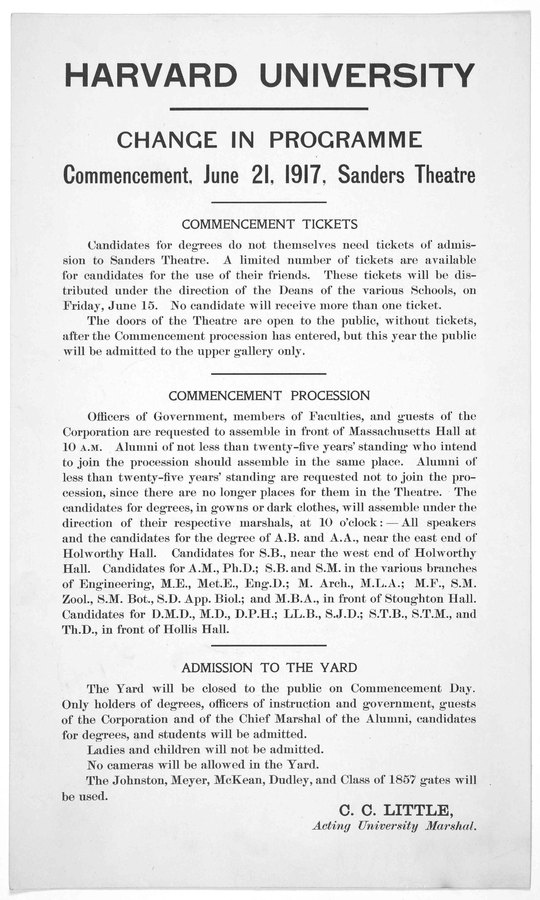 HARVARD UNIVERSITY
CHANGE IN PROGRAMME
Commencement, June 21, 1917, Sanders Theatre
COMMENCEMENT TICKETS
Candidates for degrees do not themselves need tickets of admis-
sion to Sanders Theatre. A limited number of tickets are available
for candidates for the use of their friends. These tickets will be dis-
tributed under the direction of the Deans of the various Schools, on
Friday, June 15. No candidate will receive more than one ticket.
The doors of the Theatre are open to the public, without tickets,
after the Commencement procession has entered, but this year the public
will be admitted to the upper gallery only.
COMMENCEMENT PROCESSION
Officers of Government, members of Faculties, and guests of the
Corporation are requested to assemble in front of Massachusetts Hall at
10 A.M. Alumni of not less than twenty-five years' standing who intend
to join the procession should assemble in the same place. Alumni of
less than twenty-five years' standing are requested not to join the pro-
cession, since there are no longer places for them in the Theatre. The
candidates for degrees, in gowns or dark clothes, will assemble under the
direction of their respective marshals, at 10 o'clock: — All speakers
and the candidates for the degree of A.B. and A.A., near the east end of
Holworthy Hall. Candidates for S.B., near the west end of Holworthy
Hall. Candidates for A.M., Ph.D.; S.B. and S.M. in the various branches
of Engineering, M.E., Met.E., Eng.D.; M. Arch., M.L.A.; M.F., S.M.
Zool., S.M. Bot., S.D. App. Biol.; and M.B.A., in front of Stoughton Hall.
Candidates for D.M.D., M.D., D.P.H.; LL.B., S.J.D.; S.T.B., S.T.M., and
Th.D., in front of Hollis Hall.
ADMISSION TO THE YARD
The Yard will be closed to the public on Commencement Day.
Only holders of degrees, officers of instruction and government, guests
of the Corporation and of the Chief Marshal of the Alumni, candidates
for degrees, and students will be admitted.
Ladies and children will not be admitted.
No cameras will be allowed in the Yard.
The Johnston, Meyer, McKean, Dudley, and Class of 1857 gates will
be used.
C. C. LITTLE,
Acting University Marshal.